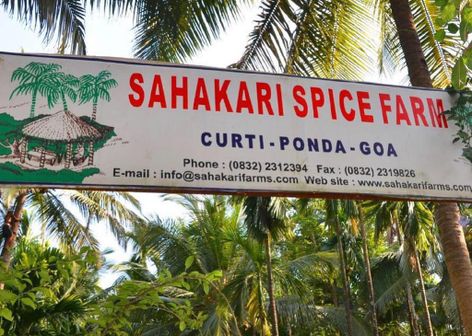 SAHAKARI SPICE FARM
CURTI - PONDA - GOA
Phone : (0832) 2312394 Fax : (0832) 2319826
E-mail : info@sahakarifarms.com Web site : www.sahakarifarms.com